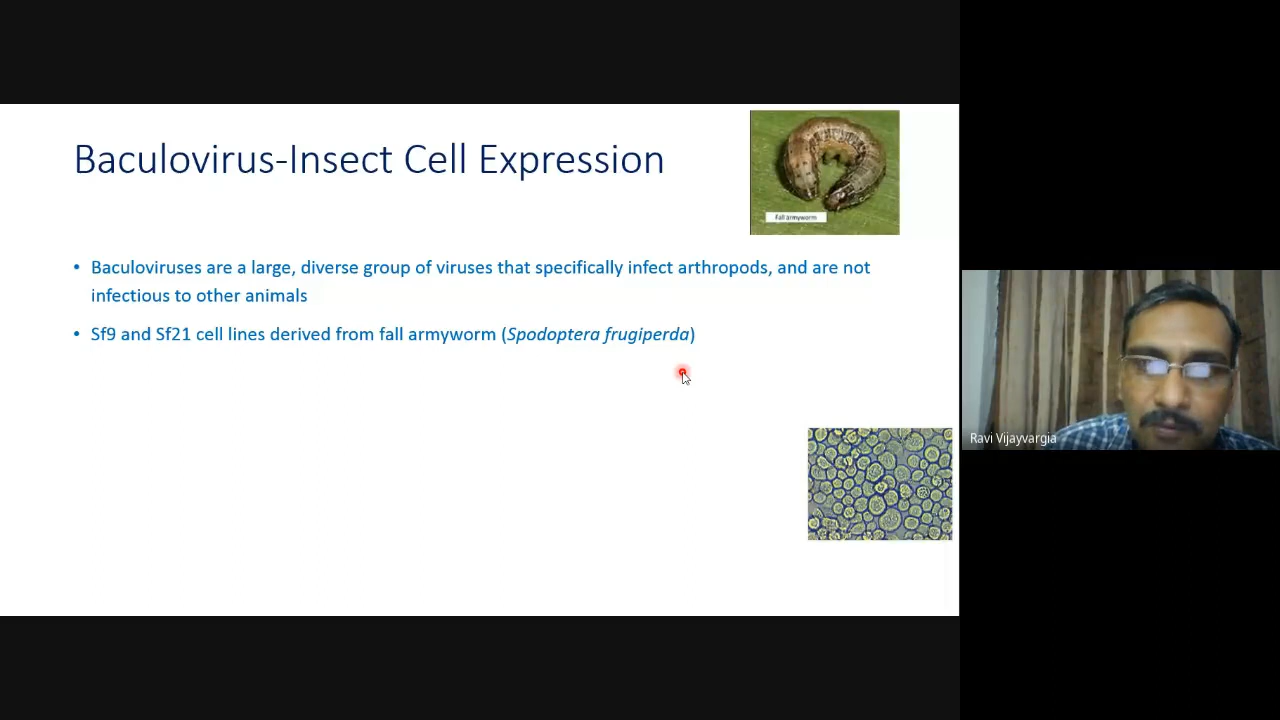 Baculovirus-Insect Cell Expression
Fall armyworm
• Baculoviruses are a large, diverse group of viruses that specifically infect arthropods, and are not
infectious to other animals
• Sf9 and Sf21 cell lines derived from fall armyworm (Spodoptera frugiperda)
Ravi Vijayvargia